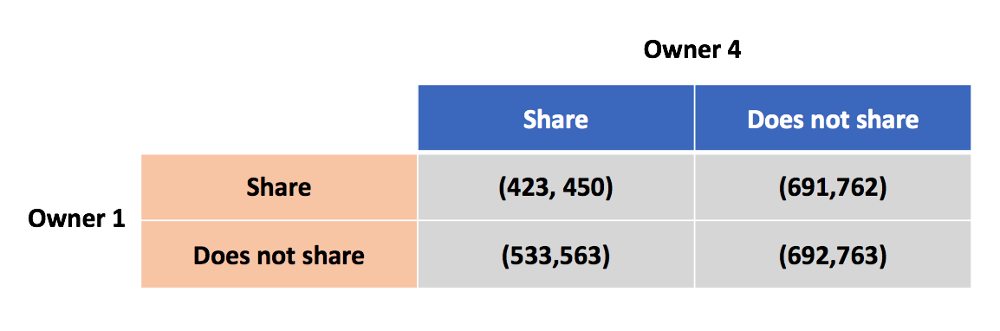 Owner 4
Share
Does not share
Share
(423, 450)
(691,762)
Owner 1
Does not share
(533,563)
(692,763)